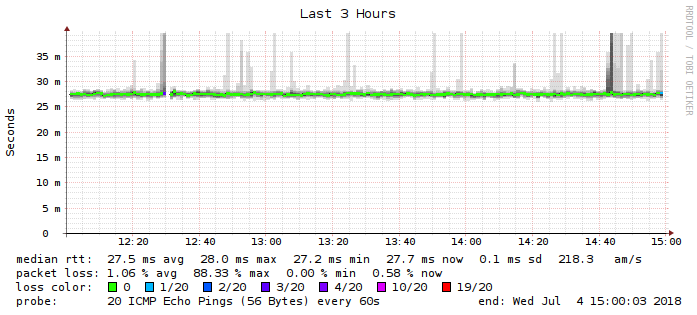 Last 3 Hours
RRDTOOL / TOBI OETIKER
Seconds
35 m
30 m
25 m
20 m
15 m
10 m
5 m
0
12:20 12:40 13:00 13:20 13:40 14:00 14:20 14:40 15:00
median rtt: 27.5 ms avg 28.0 ms max 27.2 ms min 27.7 ms now 0.1 ms sd 218.3 am/s
packet loss: 1.06 % avg 88.33 % max 0.00 % min 0.58 % now
loss color: 0 1/20 2/20 3/20 4/20 10/20 19/20
probe: 20 ICMP Echo Pings (56 Bytes) every 60s end: Wed Jul 4 15:00:03 2018